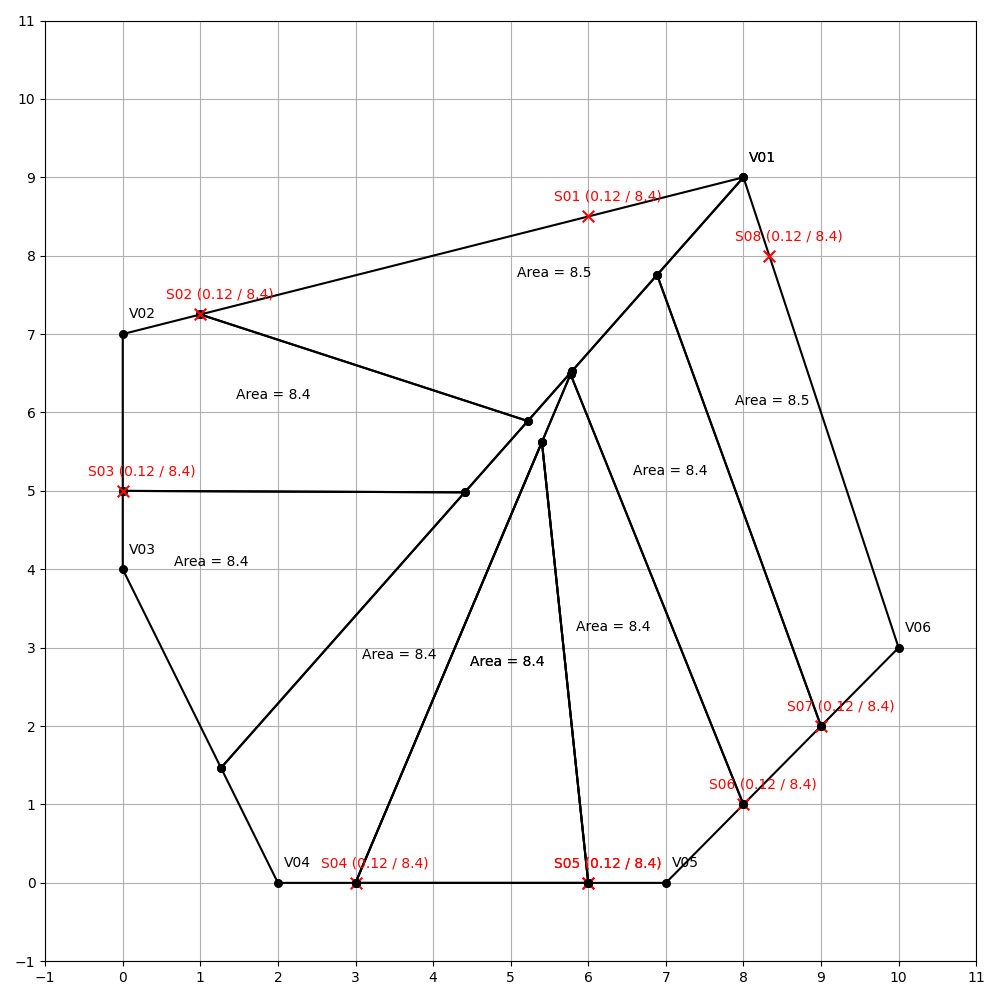 11
10
9
8
7
6
5
4
3
2
1
0
−1
−1 0 1 2 3 4 5 6 7 8 9 10 11
V01
S01 (0.12 / 8.4)
S08 (0.12 / 8.4)
Area = 8.5
S02 (0.12 / 8.4)
V02
Area = 8.4
Area = 8.5
S03 (0.12 / 8.4)
Area = 8.4
V03
Area = 8.4
Area = 8.4
V06
Area = 8.4
Area = 8.4
S07 (0.12 / 8.4)
S06 (0.12 / 8.4)
V04
S04 (0.12 / 8.4)
S05 (0.12 / 8.4)
V05